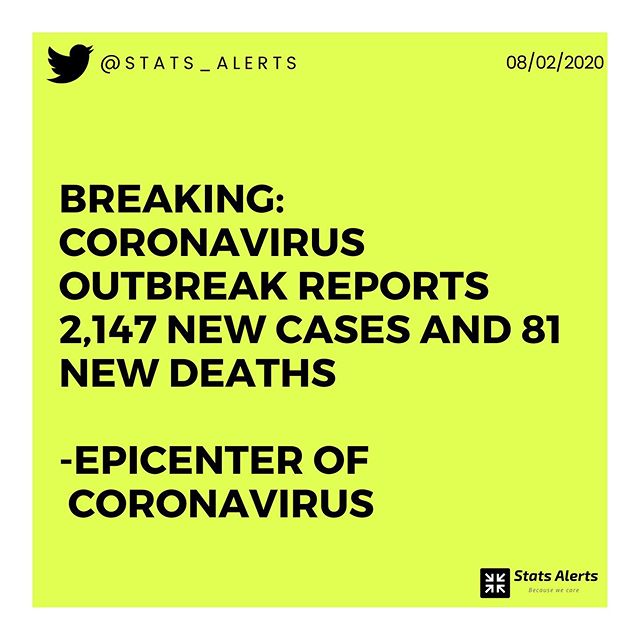 @STATS_ALERTS
08/02/2020
BREAKING:
CORONAVIRUS
OUTBREAK REPORTS
2,147 NEW CASES AND 81
NEW DEATHS
-EPICENTER OF
CORONAVIRUS
Stats Alerts
Because we care